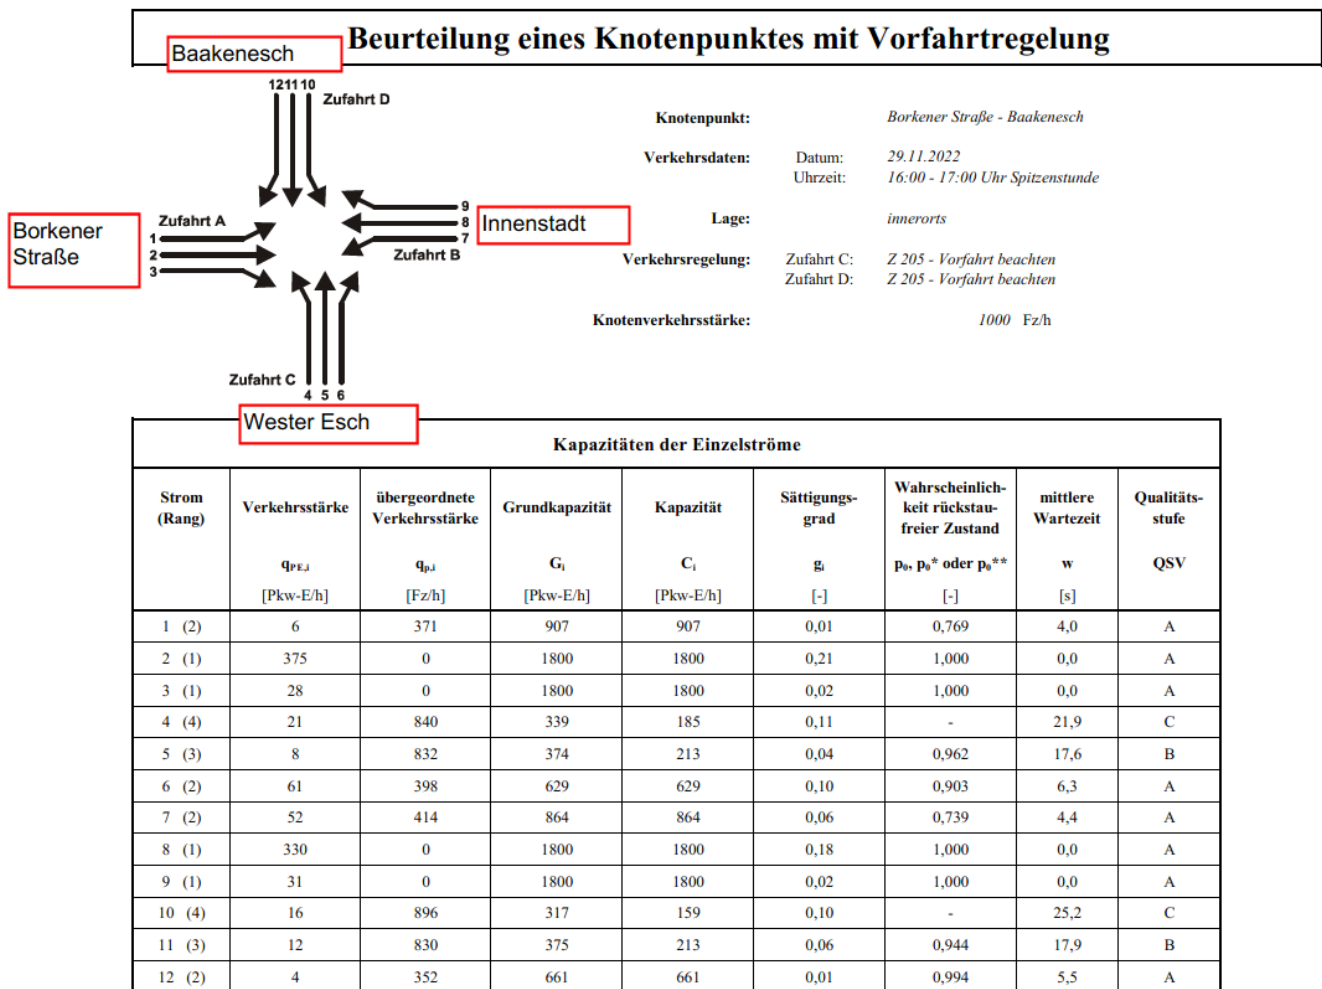 Beurteilung eines Knotenpunktes mit Vorfahrtregelung
Baakenesch
12 11 10
Zufahrt D
Borkener
Straße
Zufahrt A
1
2
3
9
8
7
Innenstadt
Zufahrt B
Zufahrt C
4 5 6
Wester Esch
Knotenpunkt: Borkener Straße - Baakenesch
Verkehrsdaten: Datum: 29.11.2022
Uhrzeit: 16:00 - 17:00 Uhr Spitzenstunde
Lage: innerorts
Verkehrsregelung: Zufahrt C: Z 205 - Vorfahrt beachten
Zufahrt D: Z 205 - Vorfahrt beachten
Knotenverkehrsstärke: 1000 Fz/h
Kapazitäten der Einzelströme
Strom (Rang) Verkehrsstärke übergeordnete Verkehrsstärke Grundkapazität Kapazität Sättigungs-grad Wahrscheinlich-keit rückstau-freier Zustand mittlere Wartezeit Qualitäts-stufe
qPE,i qp,i Gi Ci gi p0, p0* oder p0** w QSV
[Pkw-E/h] [Fz/h] [Pkw-E/h] [Pkw-E/h] [-] [-] [s]
1 (2) 6 371 907 907 0,01 0,769 4,0 A
2 (1) 375 0 1800 1800 0,21 1,000 0,0 A
3 (1) 28 0 1800 1800 0,02 1,000 0,0 A
4 (4) 21 840 339 185 0,11 - 21,9 C
5 (3) 8 832 374 213 0,04 0,962 17,6 B
6 (2) 61 398 629 629 0,10 0,903 6,3 A
7 (2) 52 414 864 864 0,06 0,739 4,4 A
8 (1) 330 0 1800 1800 0,18 1,000 0,0 A
9 (1) 31 0 1800 1800 0,02 1,000 0,0 A
10 (4) 16 896 317 159 0,10 - 25,2 C
11 (3) 12 830 375 213 0,06 0,944 17,9 B
12 (2) 4 352 661 661 0,01 0,994 5,5 A